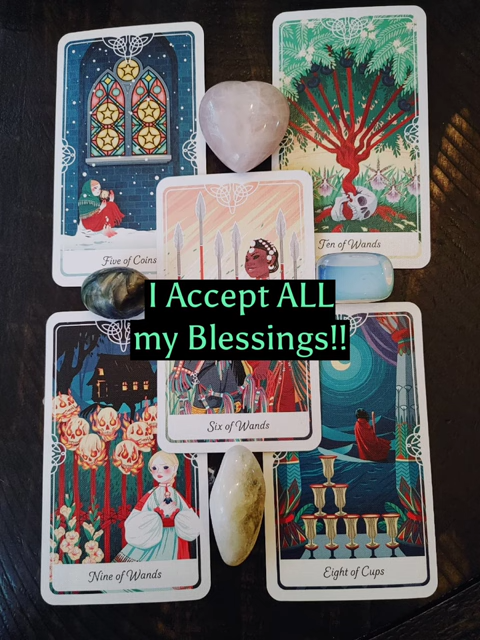 Five of Coins
Ten of Wands
I Accept ALL
my Blessings!!
Six of Wands
Nine of Wands
Eight of Cups